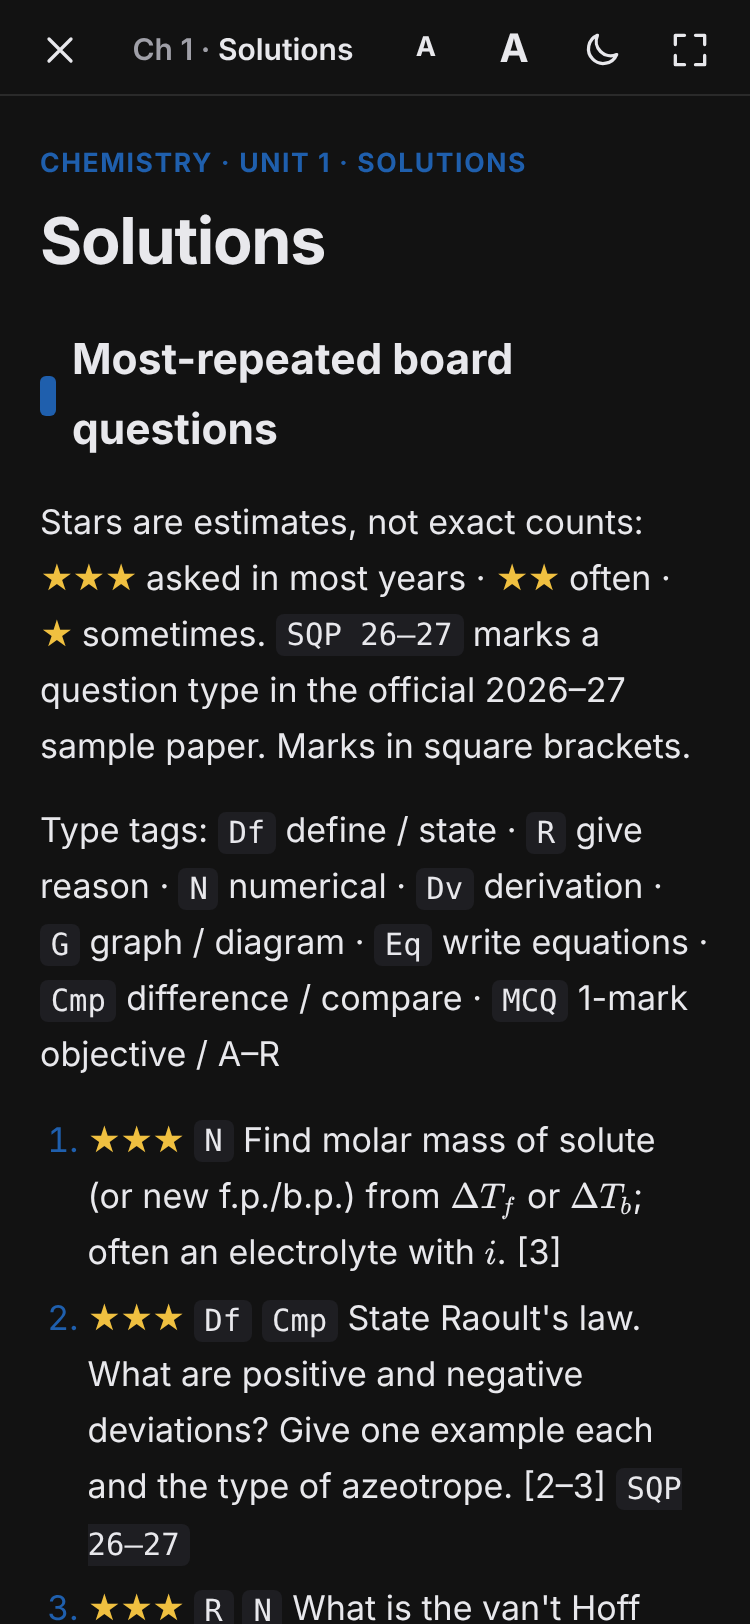 Ch 1 · Solutions A A
CHEMISTRY · UNIT 1 · SOLUTIONS
Solutions
Most-repeated board
questions
Stars are estimates, not exact counts:
★★★ asked in most years · ★★ often ·
★ sometimes. SQP 26–27 marks a
question type in the official 2026–27
sample paper. Marks in square brackets.
Type tags: Df define / state · R give
reason · N numerical · Dv derivation ·
G graph / diagram · Eq write equations ·
Cmp difference / compare · MCQ 1-mark
objective / A–R
1. ★★★ N Find molar mass of solute
(or new f.p./b.p.) from ΔT_f or ΔT_b;
often an electrolyte with i. [3]
2. ★★★ Df Cmp State Raoult's law.
What are positive and negative
deviations? Give one example each
and the type of azeotrope. [2–3] SQP
26–27
3. ★★★ R N What is the van't Hoff